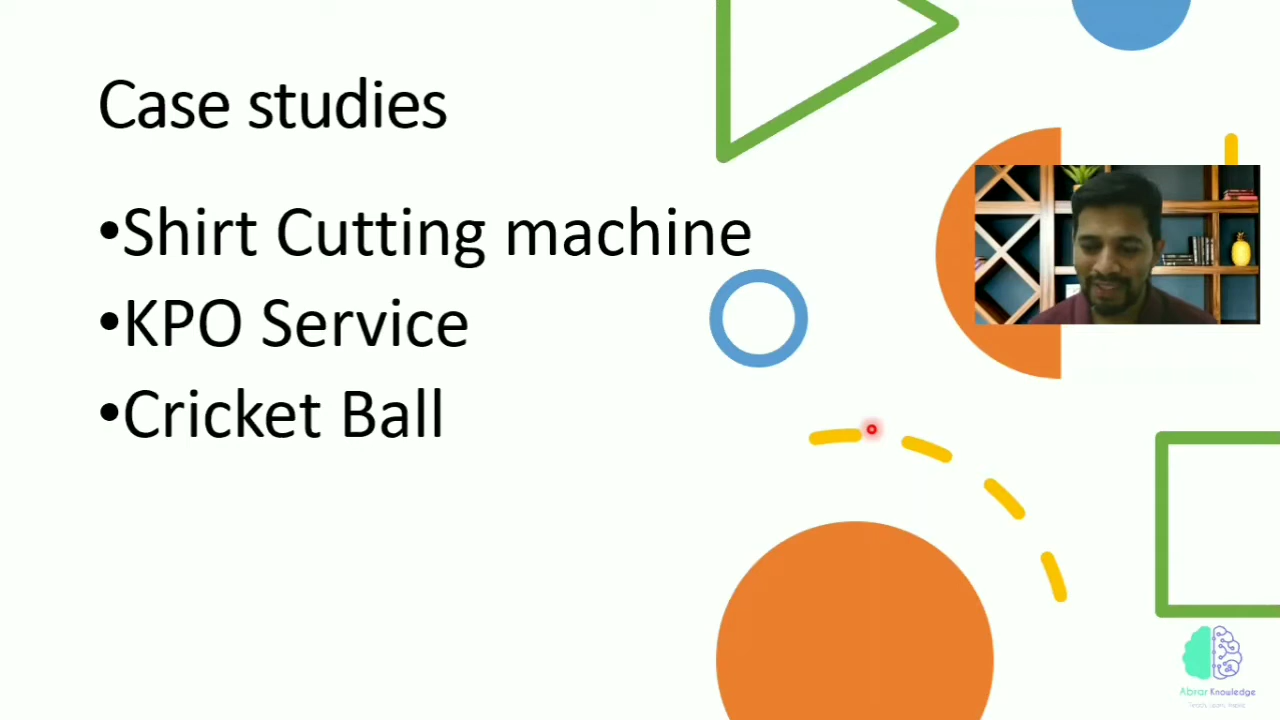 Case studies
•Shirt Cutting machine
•KPO Service
•Cricket Ball
Abrar Knowledge